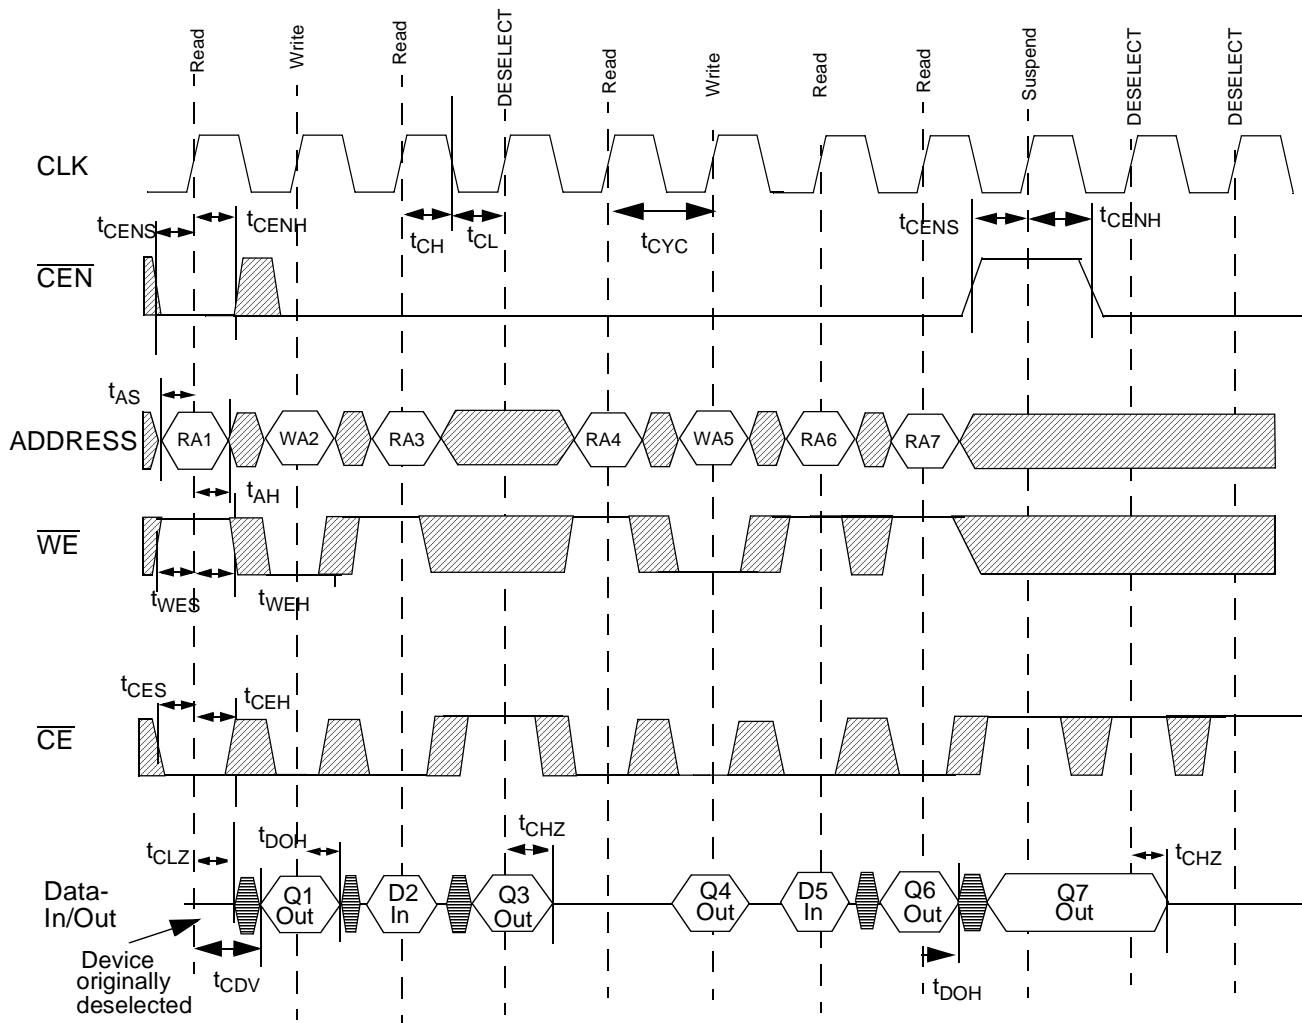 Read Write Read DESELECT Read Write Read Read Suspend DESELECT DESELECT
CLK
tCENS tCENH tCH tCL tCYC tCENS tCENH
CEN
tAS
ADDRESS RA1 WA2 RA3 RA4 WA5 RA6 RA7
tAH
WE
tWES tWEH
tCES tCEH
CE
tCLZ tDOH tCHZ tCHZ
Data-
In/Out
Q1
Out
D2
In
Q3
Out
Q4
Out
D5
In
Q6
Out
Q7
Out
Device
originally
deselected
tCDV tDOH